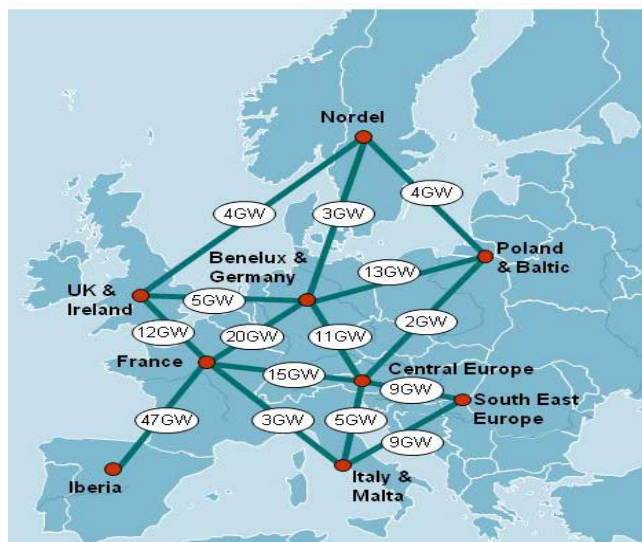 Nordel
4GW
3GW
4GW
Benelux &
Germany
Poland
& Baltic
13GW
UK &
Ireland
5GW
12GW
20GW
11GW
2GW
France
15GW
Central Europe
9GW
South East
Europe
47GW
3GW
5GW
9GW
Iberia
Italy &
Malta